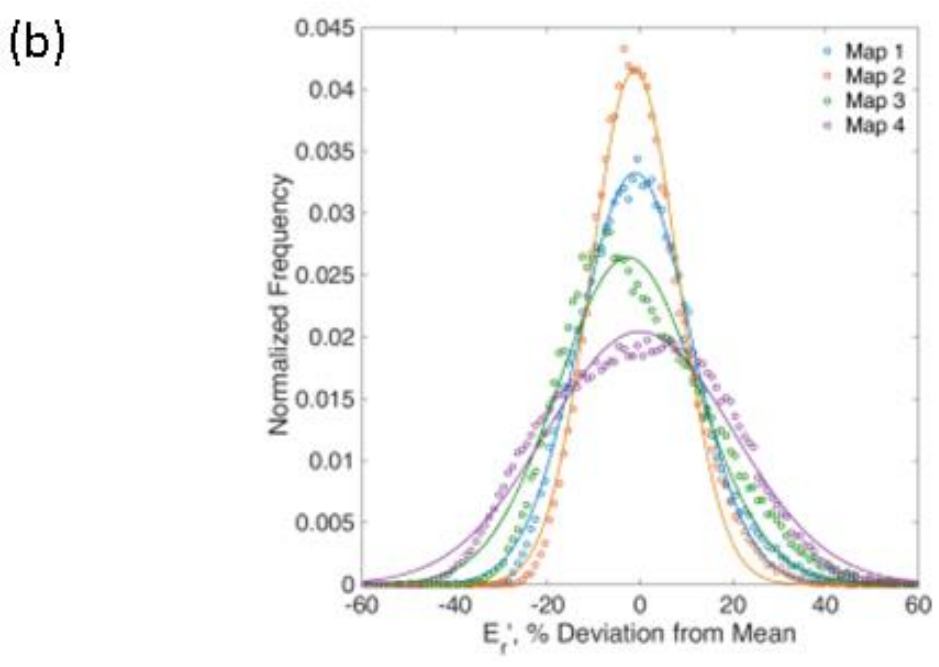 (b)
0.045
0.04
0.035
0.03
0.025
0.02
0.015
0.01
0.005
0
Normalized Frequency
Map 1
Map 2
Map 3
Map 4
-60 -40 -20 0 20 40 60
E_r', % Deviation from Mean